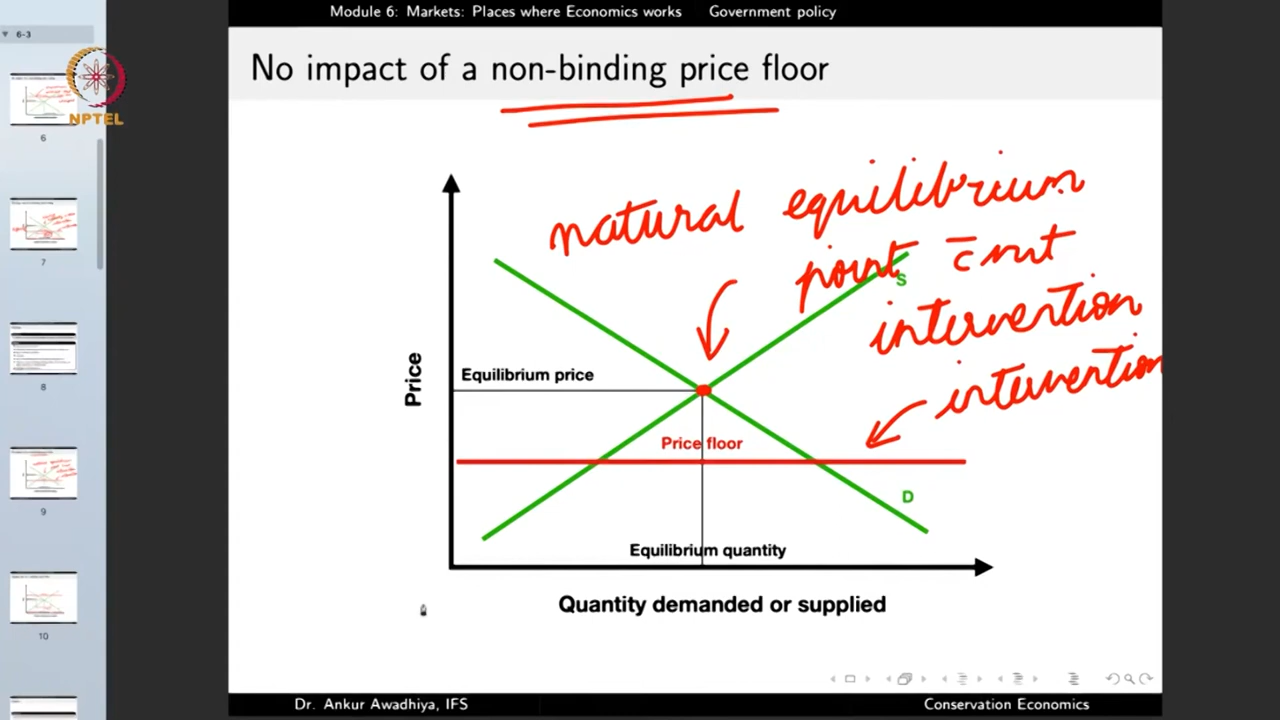 Module 6: Markets: Places where Economics works Government policy
6-3
NPTEL
6
7
8
9
10
No impact of a non-binding price floor
natural equilibrium
point c̄out
intervention
intervention
S
Price
Equilibrium price
Price floor
D
Equilibrium quantity
Quantity demanded or supplied
Dr. Ankur Awadhiya, IFS Conservation Economics